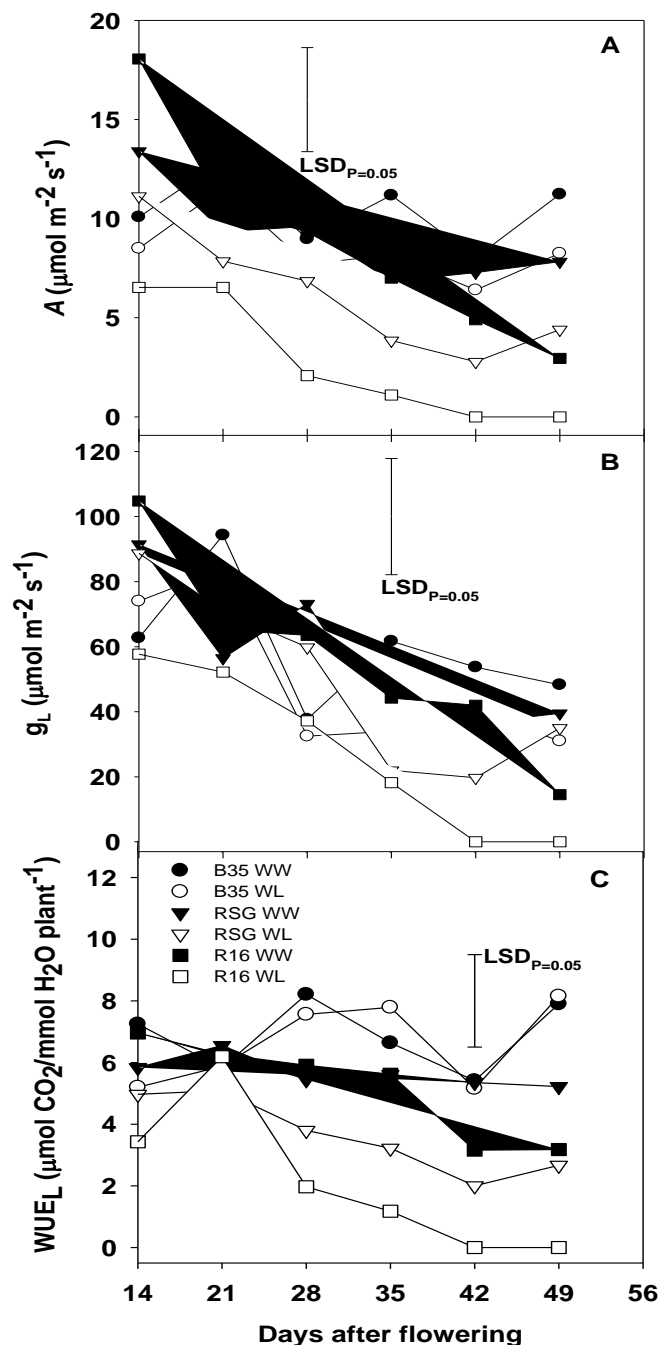 A
20
15
10
5
0
A (μmol m-2 s-1)
LSDP=0.05
B
120
100
80
60
40
20
0
gL (μmol m-2 s-1)
LSDP=0.05
C
12
10
8
6
4
2
0
WUEL (μmol CO2/mmol H2O plant-1)
B35 WW
B35 WL
RSG WW
RSG WL
R16 WW
R16 WL
LSDP=0.05
14 21 28 35 42 49 56
Days after flowering